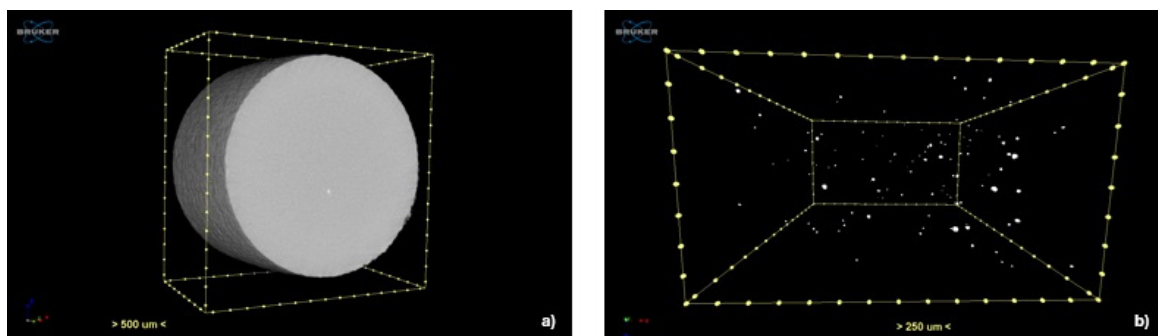 BRUKER
> 500 um <
a)
BRUKER
> 250 um <
b)